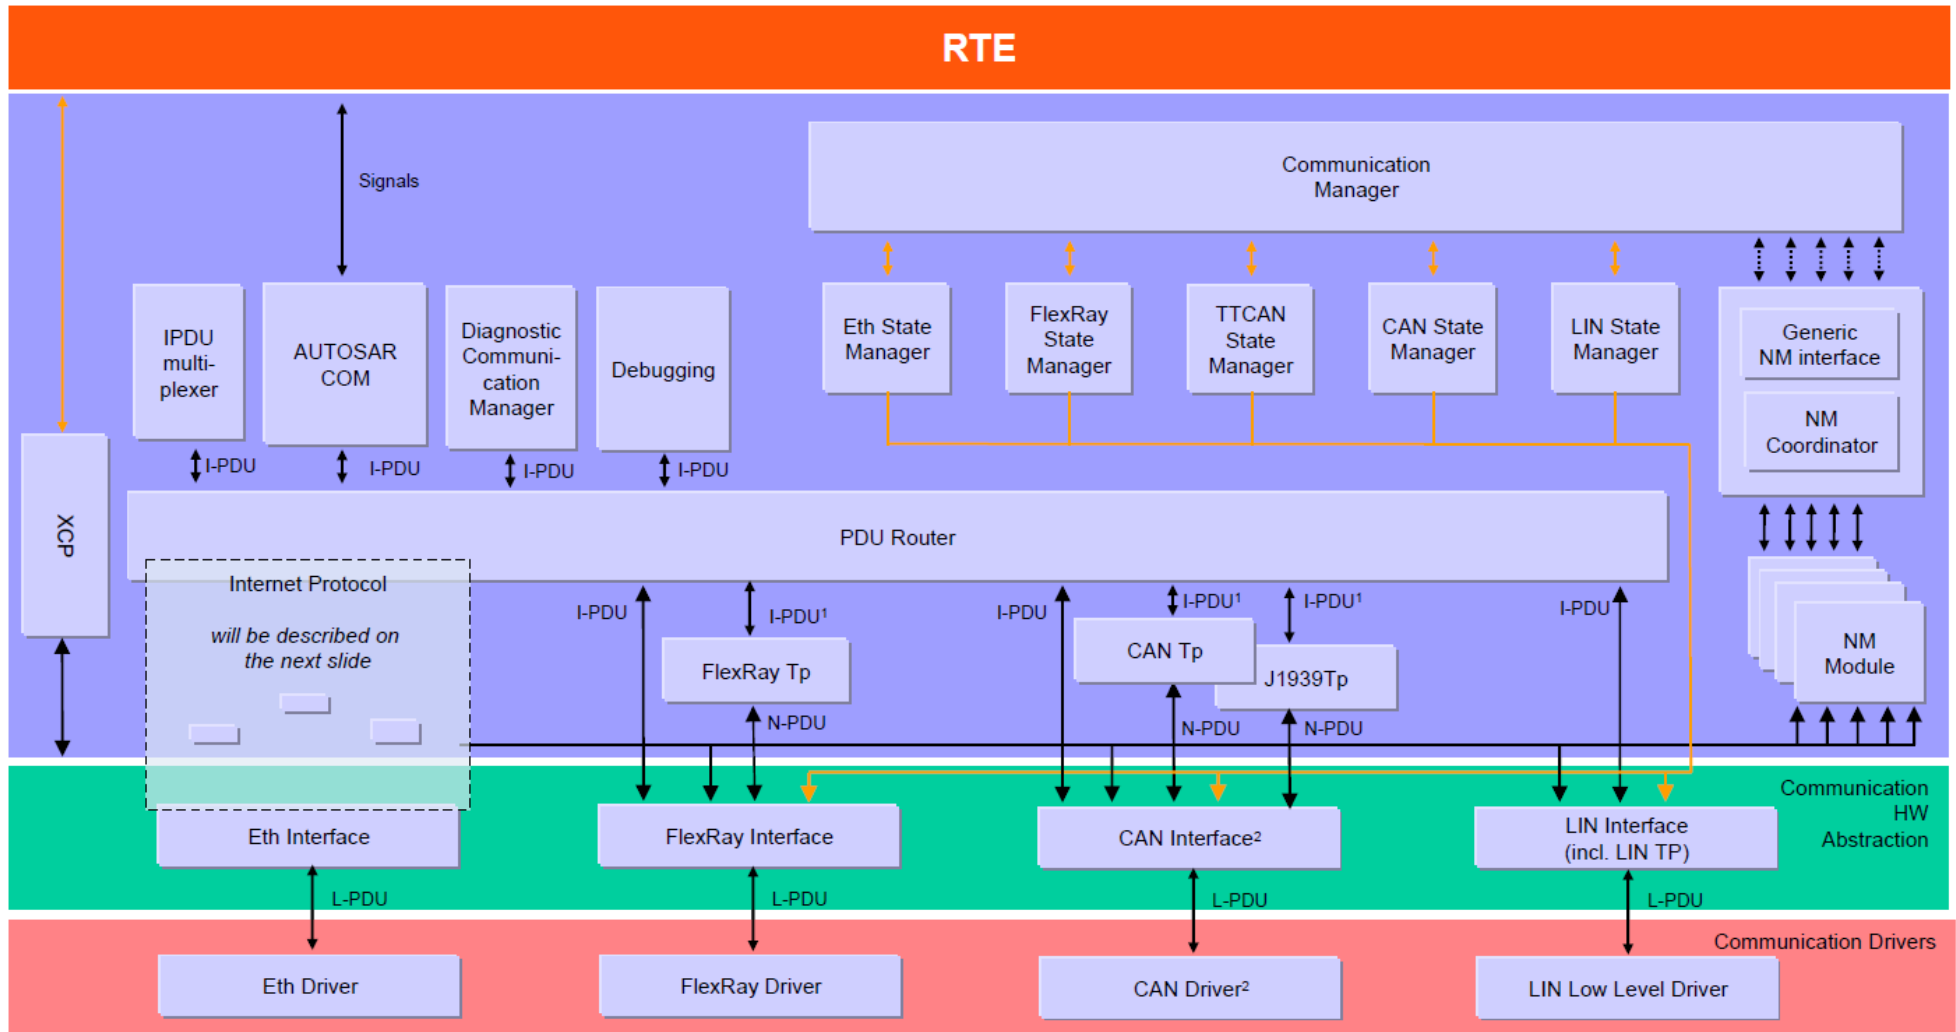 RTE
Signals
Communication
Manager
IPDU
multi-
plexer
AUTOSAR
COM
Diagnostic
Communi-
cation
Manager
Debugging
Eth State
Manager
FlexRay
State
Manager
TTCAN
State
Manager
CAN State
Manager
LIN State
Manager
Generic
NM interface
NM
Coordinator
XCP
I-PDU
I-PDU
I-PDU
I-PDU
PDU Router
Internet Protocol
will be described on
the next slide
I-PDU
I-PDU¹
I-PDU
I-PDU¹
I-PDU¹
I-PDU
FlexRay Tp
CAN Tp
J1939Tp
NM
Module
N-PDU
N-PDU
N-PDU
Communication
HW
Abstraction
Eth Interface
FlexRay Interface
CAN Interface²
LIN Interface
(incl. LIN TP)
L-PDU
L-PDU
L-PDU
L-PDU
Communication Drivers
Eth Driver
FlexRay Driver
CAN Driver²
LIN Low Level Driver